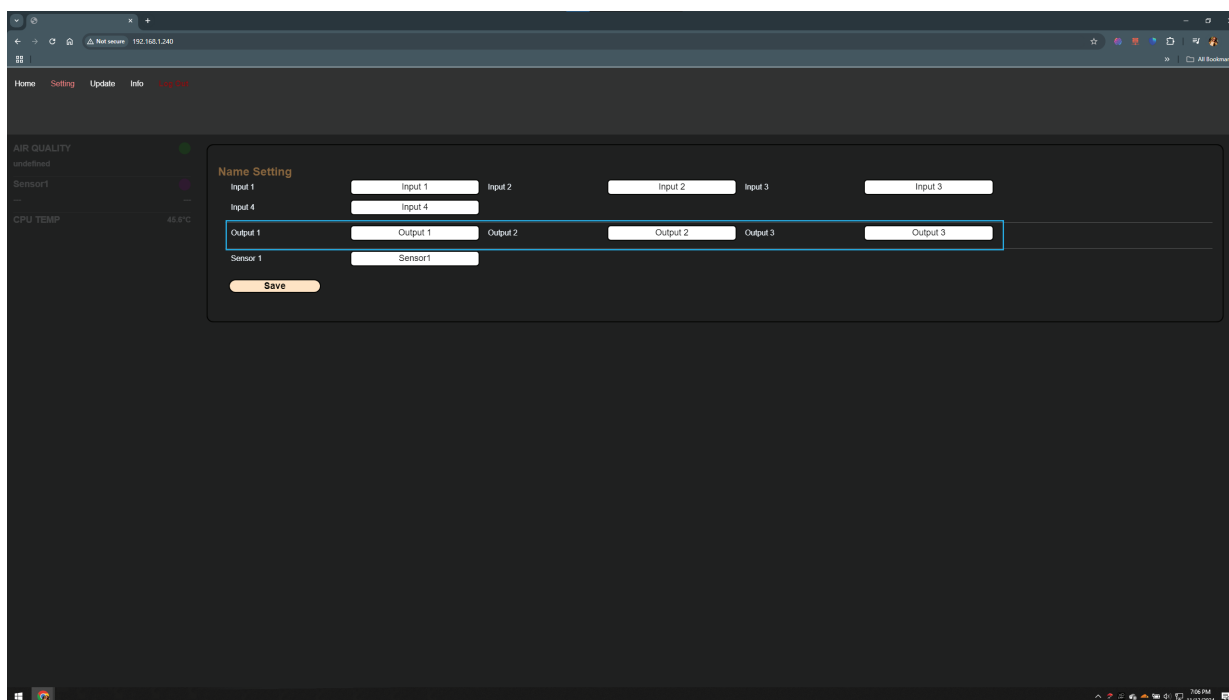 Not secure 192.168.1.240
All Bookmar
Home Setting Update Info
AIR QUALITY
undefined
Sensor1
--- ---
CPU TEMP 46.6°C
Name Setting
Input 1 Input 1 Input 2 Input 2 Input 3 Input 3
Input 4 Input 4
Output 1 Output 1 Output 2 Output 2 Output 3 Output 3
Sensor 1 Sensor1
Save
7:06 PM